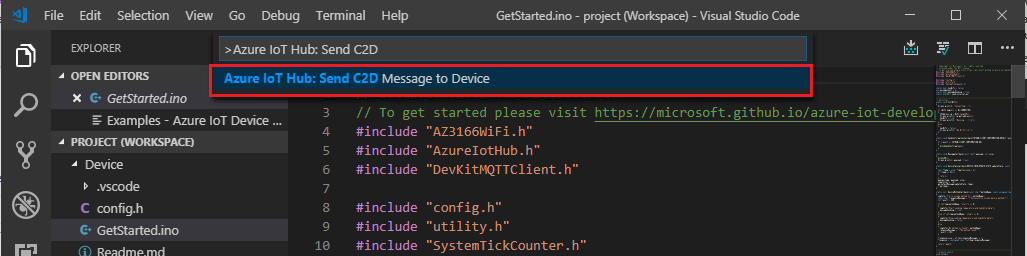 File Edit Selection View Go Debug Terminal Help GetStarted.ino - project (Workspace) - Visual Studio Code
EXPLORER
>Azure IoT Hub: Send C2D
Azure IoT Hub: Send C2D Message to Device
OPEN EDITORS
GetStarted.ino
Examples - Azure IoT Device ...
PROJECT (WORKSPACE)
Device
.vscode
C config.h
GetStarted.ino
Readme.md
3 // To get started please visit https://microsoft.github.io/azure-iot-develop
4 #include "AZ3166WiFi.h"
5 #include "AzureIotHub.h"
6 #include "DevKitMQTTClient.h"
7
8 #include "config.h"
9 #include "utility.h"
10 #include "SystemTickCounter.h"